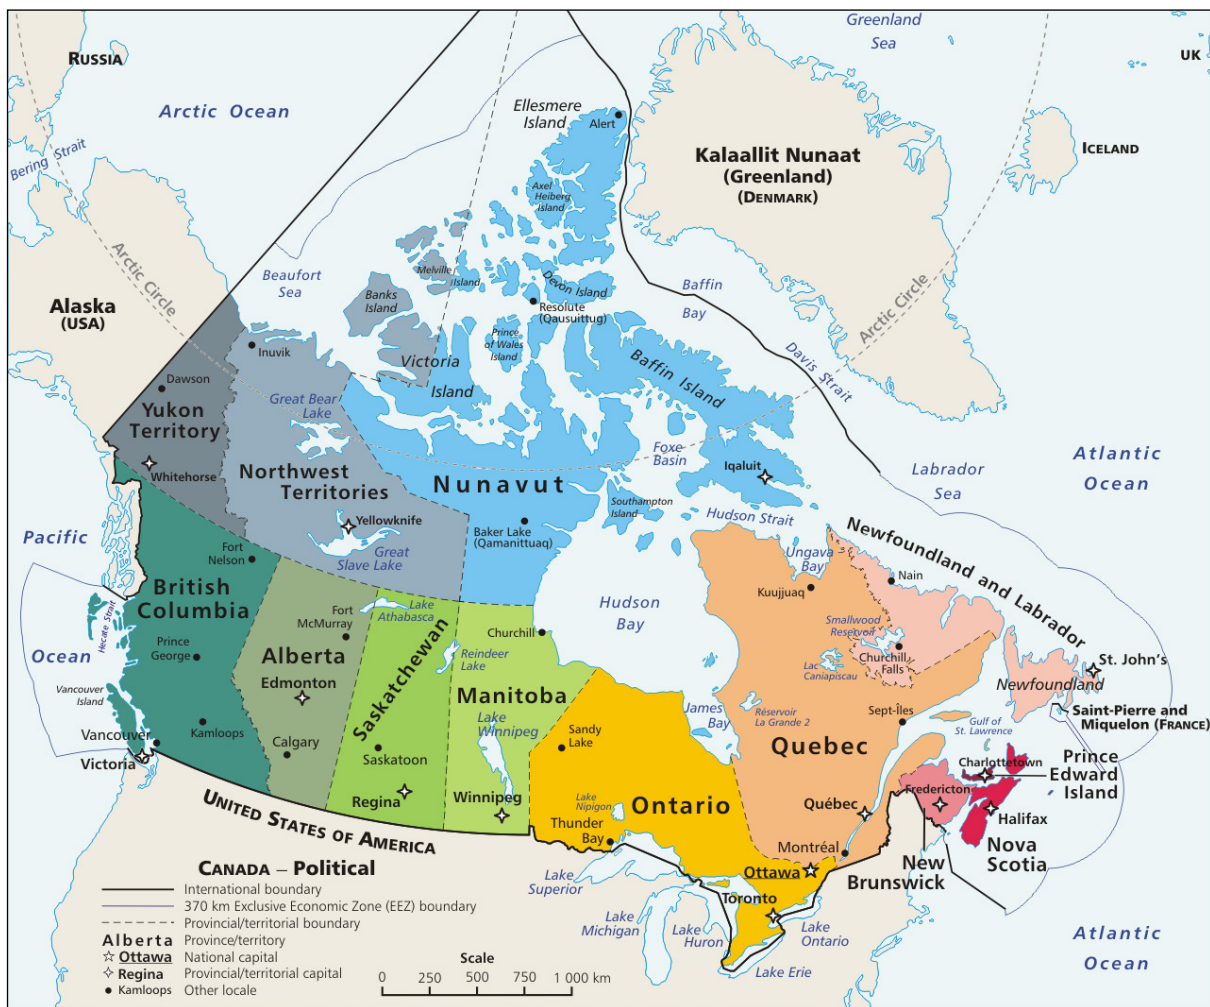 Greenland
Sea
RUSSIA
UK
Arctic Ocean
Ellesmere
Island
Alert
Bering Strait
Kalaallit Nunaat
(Greenland)
(DENMARK)
ICELAND
Axel
Heiberg
Island
Arctic Circle
Beaufort
Sea
Melville
Island
Devon Island
Baffin
Bay
Arctic Circle
Alaska
(USA)
Banks
Island
Resolute
(Qausuittuq)
Inuvik
Victoria
Island
Prince
of Wales
Island
Baffin Island
Davis Strait
Dawson
Yukon
Territory
Great Bear
Lake
Whitehorse
Foxe
Basin
Iqaluit
Atlantic
Ocean
Labrador
Sea
Northwest
Territories
Nunavut
Southampton
Island
Hudson Strait
Yellowknife
Baker Lake
(Qamanittuaq)
Newfoundland and Labrador
Pacific
Ocean
Fort
Nelson
Great
Slave Lake
Ungava
Bay
Nain
British
Columbia
Kuujjuaq
Hecate Strait
Fort
McMurray
Lake
Athabasca
Hudson
Bay
Churchill
Smallwood
Reservoir
Prince
George
Alberta
Edmonton
Saskatchewan
Reindeer
Lake
Churchill
Falls
Lac
Caniapiscau
St. John's
Newfoundland
Vancouver
Island
Manitoba
Saint-Pierre and
Miquelon (FRANCE)
Vancouver
Kamloops
Calgary
Saskatoon
Lake
Winnipeg
Sandy
Lake
James
Bay
Réservoir
La Grande 2
Sept-Îles
Gulf of
St. Lawrence
Victoria
Quebec
Charlottetown
Prince
Edward
Island
Regina
Winnipeg
Lake
Nipigon
Ontario
Québec
Fredericton
Halifax
UNITED STATES OF AMERICA
Thunder
Bay
Montréal
Nova
Scotia
New
Brunswick
Lake
Superior
Ottawa
Toronto
Lake
Michigan
Lake
Huron
Lake
Ontario
Lake Erie
Atlantic
Ocean
CANADA – Political
International boundary
370 km Exclusive Economic Zone (EEZ) boundary
Provincial/territorial boundary
Alberta Province/territory
Ottawa National capital
Regina Provincial/territorial capital
Kamloops Other locale
Scale
0 250 500 750 1 000 km